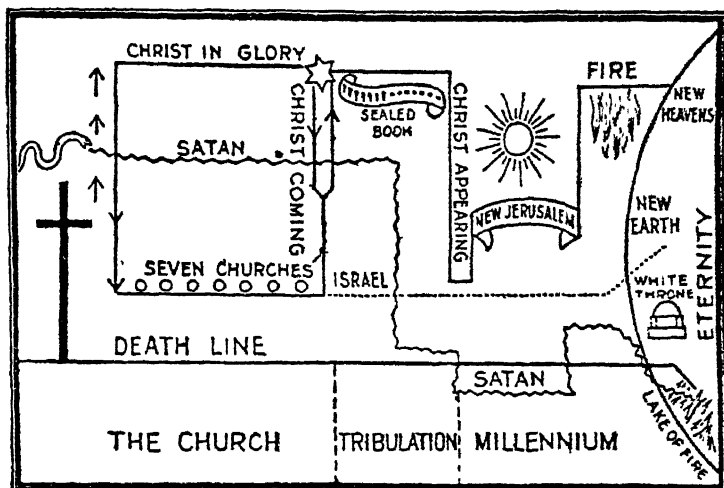 CHRIST IN GLORY
FIRE
SEALED
BOOK
NEW
HEAVENS
CHRIST COMING
CHRIST APPEARING
SATAN
NEW JERUSALEM
NEW
EARTH
SEVEN CHURCHES
ISRAEL
WHITE
THRONE
ETERNITY
DEATH LINE
SATAN
LAKE OF FIRE
THE CHURCH
TRIBULATION
MILLENNIUM